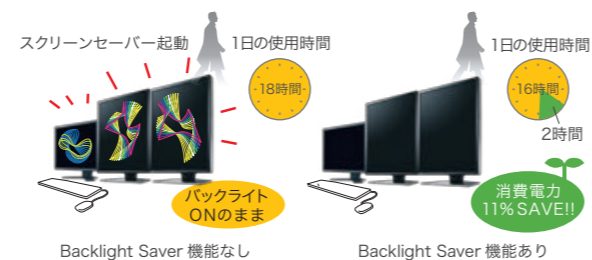 スクリーンセーバー起動
1日の使用時間
18時間
バックライト
ONのまま
Backlight Saver 機能なし
1日の使用時間
16時間
2時間
消費電力
11%SAVE!!
Backlight Saver 機能あり